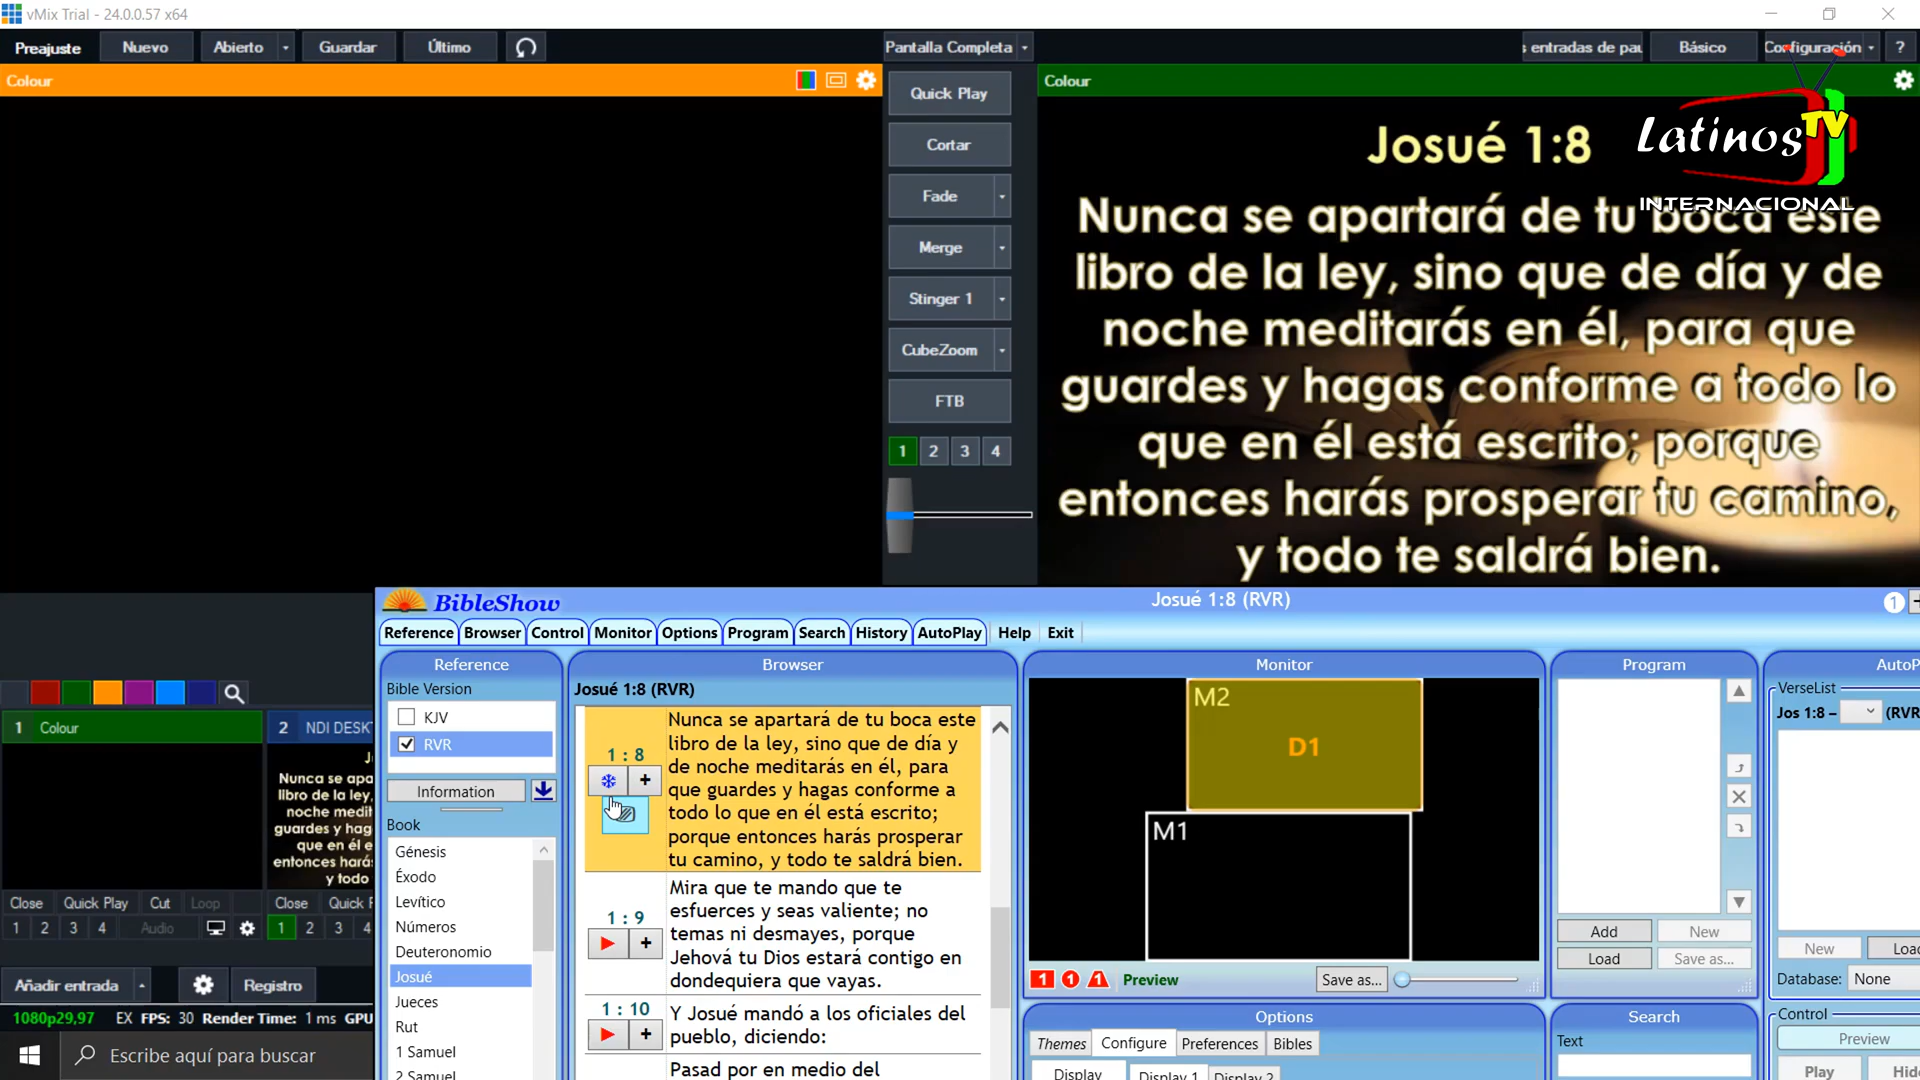 vMix Trial - 24.0.0.57 x64
Preajuste
Nuevo
Abierto
Guardar
Último
Pantalla Completa
entradas de pau
Básico
Configuración
?
Colour
Colour
Quick Play
Cortar
Fade
Merge
Stinger 1
CubeZoom
FTB
1 2 3 4
Latinos TV
INTERNACIONAL
Josué 1:8
Nunca se apartará de tu boca este
libro de la ley, sino que de día y de
noche meditarás en él, para que
guardes y hagas conforme a todo lo
que en él está escrito; porque
entonces harás prosperar tu camino,
y todo te saldrá bien.
1 Colour
2 NDI DESK
Nunca se apa
libro de la ley,
noche medit
guardes y hag
que en él e
entonces hará
y todo
Close Quick Play Cut Loop
Close Quick F
1 2 3 4 Audio
1 2 3 4
Añadir entrada
Registro
1080p29,97 EX FPS: 30 Render Time: 1 ms GPU
Escribe aquí para buscar
BibleShow
Josué 1:8 (RVR)
1
Reference Browser Control Monitor Options Program Search History AutoPlay Help Exit
Reference
Bible Version
KJV
RVR
Information
Book
Génesis
Éxodo
Levítico
Números
Deuteronomio
Josué
Jueces
Rut
1 Samuel
2 Samuel
Browser
Josué 1:8 (RVR)
1 : 8
+
Nunca se apartará de tu boca este
libro de la ley, sino que de día y
de noche meditarás en él, para
que guardes y hagas conforme a
todo lo que en él está escrito;
porque entonces harás prosperar
tu camino, y todo te saldrá bien.
1 : 9
+
Mira que te mando que te
esfuerces y seas valiente; no
temas ni desmayes, porque
Jehová tu Dios estará contigo en
dondequiera que vayas.
1 : 10
+
Y Josué mandó a los oficiales del
pueblo, diciendo:
Pasad por en medio del
Monitor
M2
D1
M1
1 1 1 Preview
Save as...
Options
Themes Configure Preferences Bibles
Display Display 1 Display 2
Program
Add New
Load Save as...
Search
Text
AutoP
VerseList
Jos 1:8 – (RVR
New Load
Database: None
Control
Preview
Play Hid